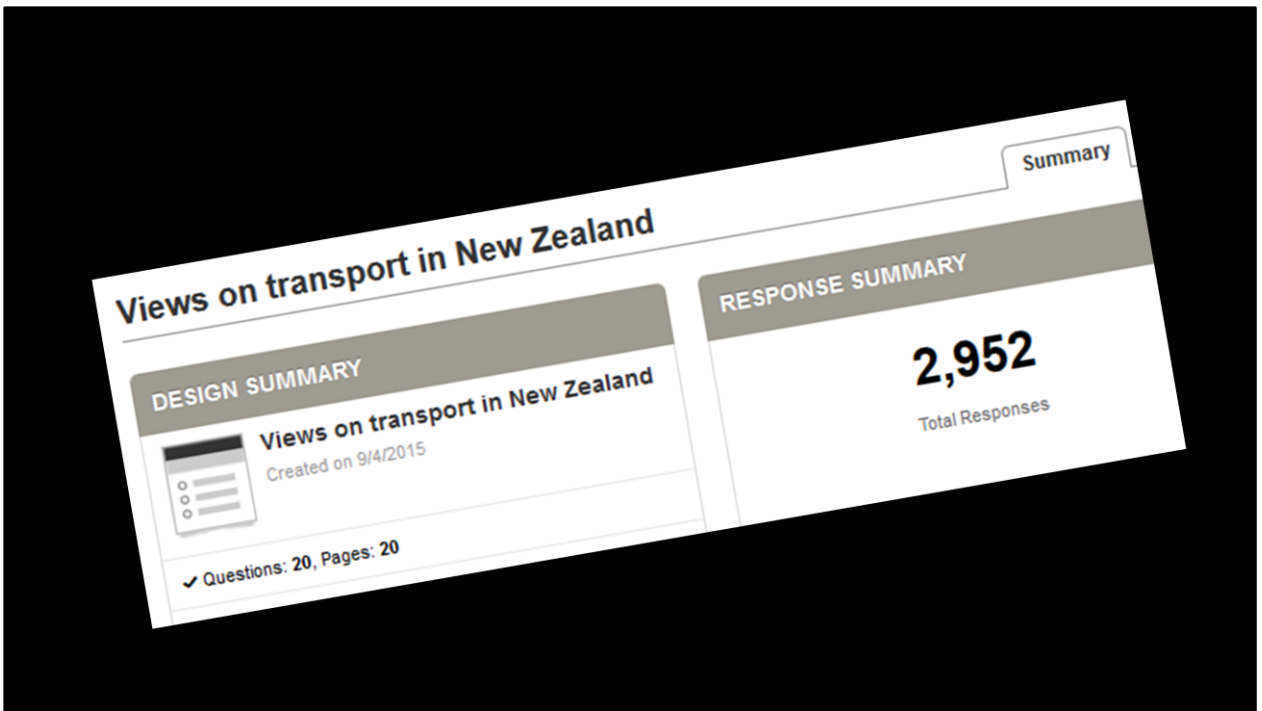 Summary
Views on transport in New Zealand
DESIGN SUMMARY
Views on transport in New Zealand
Created on 9/4/2015
Questions: 20, Pages: 20
RESPONSE SUMMARY
2,952
Total Responses